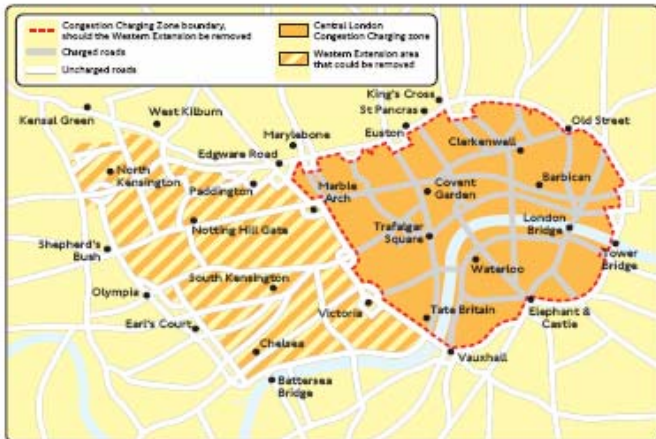 Congestion Charging Zone boundary,
should the Western Extension be removed
Charged roads
Uncharged roads
Central London
Congestion Charging zone
Western Extension area
that could be removed
King's Cross
St Pancras
Euston
Old Street
Kensal Green
West Kilburn
Marylebone
Clerkenwell
Edgware Road
North
Kensington
Paddington
Marble
Arch
Covent
Garden
Barbican
Notting Hill Gate
Trafalgar
Square
London
Bridge
Shepherd's
Bush
Tower
Bridge
South Kensington
Waterloo
Olympia
Victoria
Tate Britain
Elephant &
Castle
Earl's Court
Chelsea
Vauxhall
Battersea
Bridge